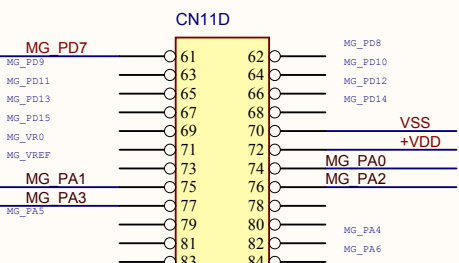 CN11D
MG_PD7 61 62 MG_PD8
MG_PD9 63 64 MG_PD10
MG_PD11 65 66 MG_PD12
MG_PD13 67 68 MG_PD14
MG_PD15 69 70 VSS
MG_VR0 71 72 +VDD
MG_VREF 73 74 MG_PA0
MG_PA1 75 76 MG_PA2
MG_PA3 77 78
MG_PA5 79 80 MG_PA4
81 82 MG_PA6
83 84